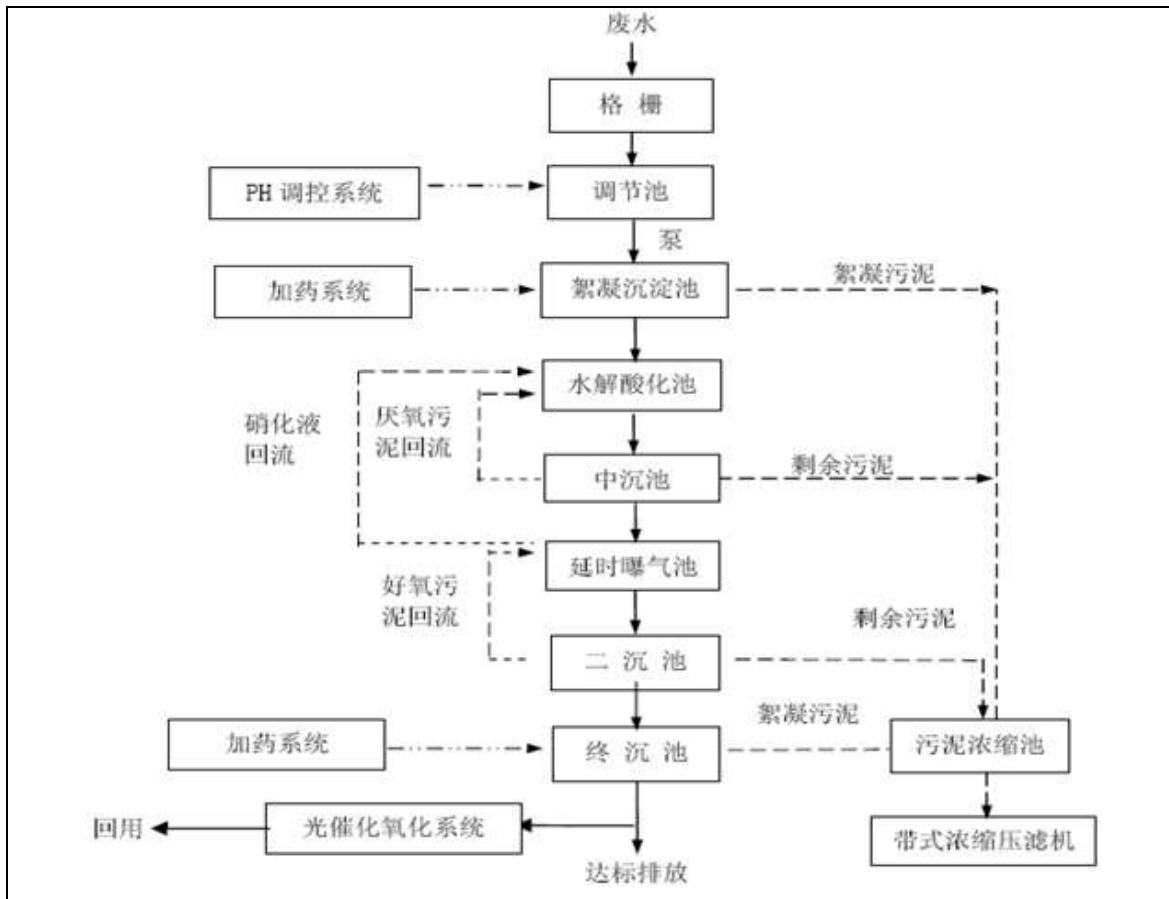 废水
格 栅
PH 调控系统
调节池
泵
加药系统
絮凝沉淀池
絮凝污泥
水解酸化池
硝化液
回流
厌氧污
泥回流
中沉池
剩余污泥
延时曝气池
好氧污
泥回流
剩余污泥
二 沉 池
絮凝污泥
加药系统
终 沉 池
污泥浓缩池
回用
光催化氧化系统
带式浓缩压滤机
达标排放